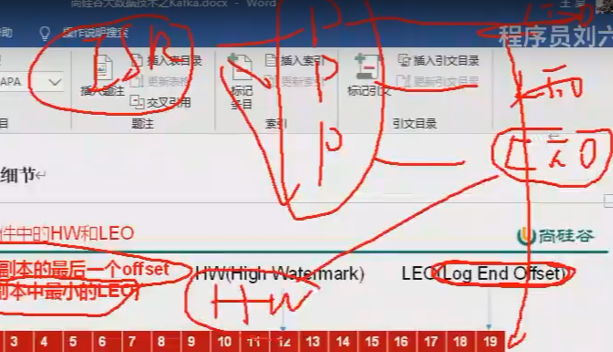 尚硅谷大数据技术之Kafka.docx - Word
程序员刘六
操作说明搜索
插入表目录
插入索引
插入引文目录
APA
插入题注
更新表格
标记条目
更新索引
标记引文
更新引文目录
交叉引用
题注
索引
引文目录
ISR
P
P
P
LEO
LEO
LEO
细节
件中的HW和LEO
尚硅谷
副本的最后一个offset
HW(High Watermark)
LEO(Log End Offset)
副本中最小的LEO)
HW
3 4 5 6 7 8 9 10 11 12 13 14 15 16 17 18 19